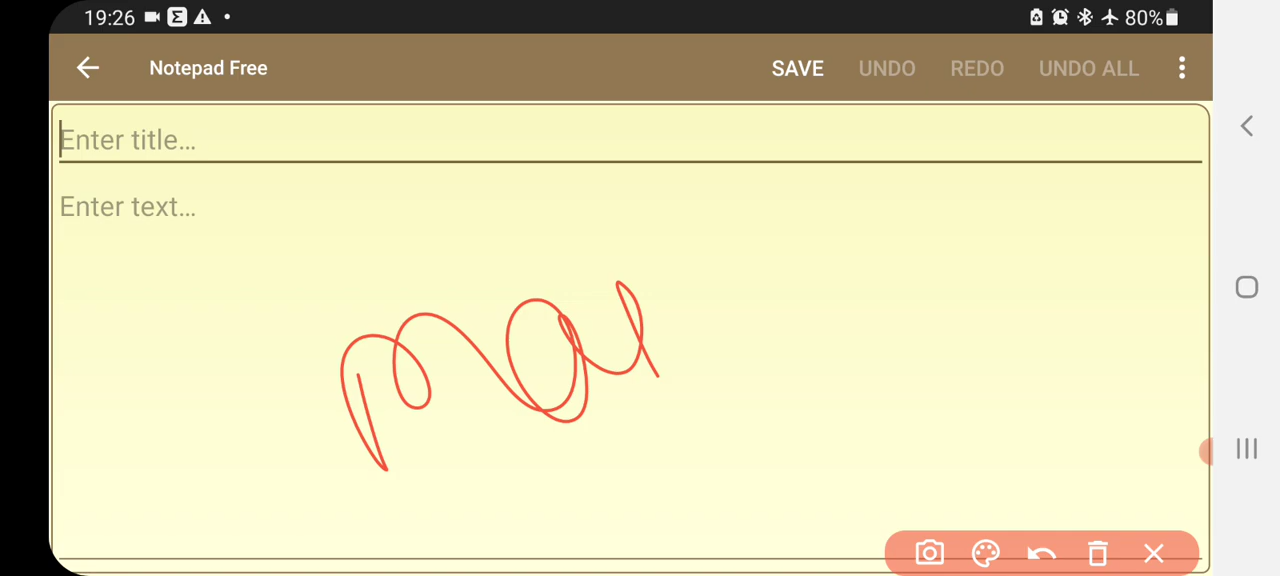 19:26 80%
Notepad Free SAVE UNDO REDO UNDO ALL
Enter title...
Enter text...